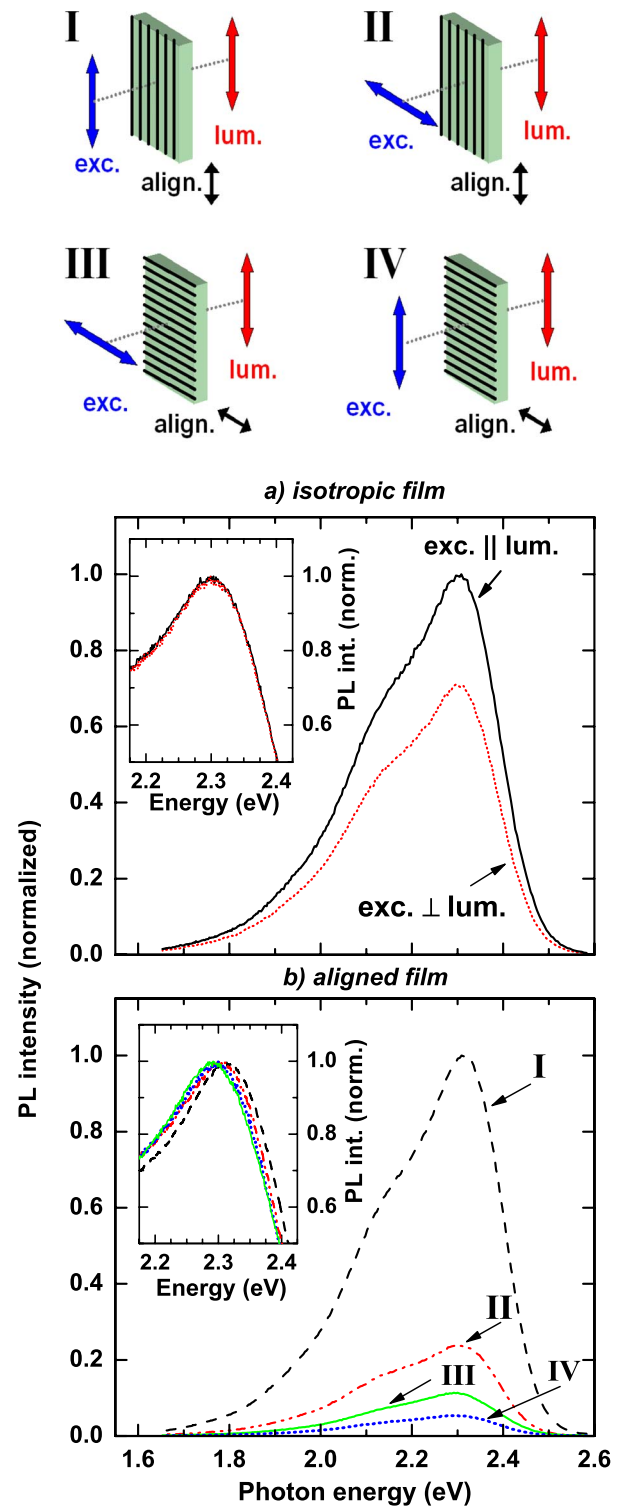 I
II
exc.
lum.
align.
exc.
lum.
align.
III
IV
exc.
lum.
align.
exc.
lum.
align.
a) isotropic film
exc. || lum.
exc. ⊥ lum.
1.0
0.8
0.6
0.4
0.2
0.0
1.0
0.8
0.6
PL int. (norm.)
2.2 2.3 2.4
Energy (eV)
PL intensity (normalized)
b) aligned film
I
II
III
IV
1.0
0.8
0.6
0.4
0.2
0.0
1.0
0.8
0.6
PL int. (norm.)
2.2 2.3 2.4
Energy (eV)
1.6 1.8 2.0 2.2 2.4 2.6
Photon energy (eV)